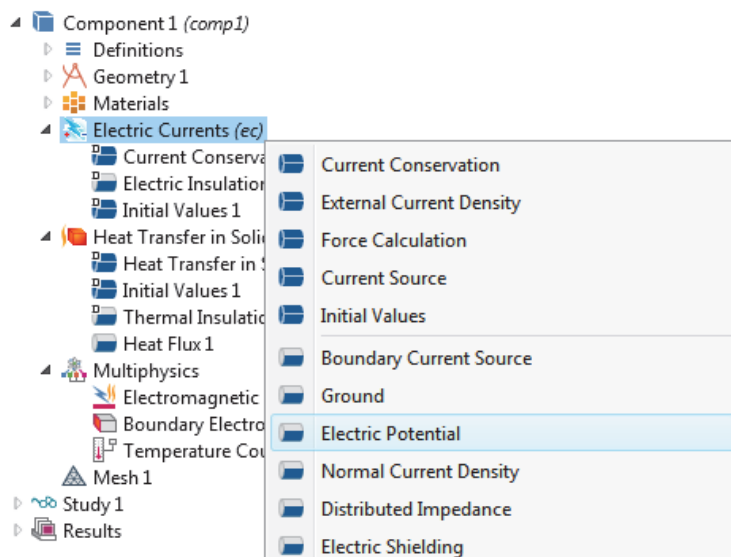 Component 1 (comp1)
Definitions
Geometry 1
Materials
Electric Currents (ec)
Current Conserva
Electric Insulation
Initial Values 1
Heat Transfer in Soli
Heat Transfer in S
Initial Values 1
Thermal Insulatio
Heat Flux 1
Multiphysics
Electromagnetic
Boundary Electro
Temperature Cou
Mesh 1
Study 1
Results
Current Conservation
External Current Density
Force Calculation
Current Source
Initial Values
Boundary Current Source
Ground
Electric Potential
Normal Current Density
Distributed Impedance
Electric Shielding